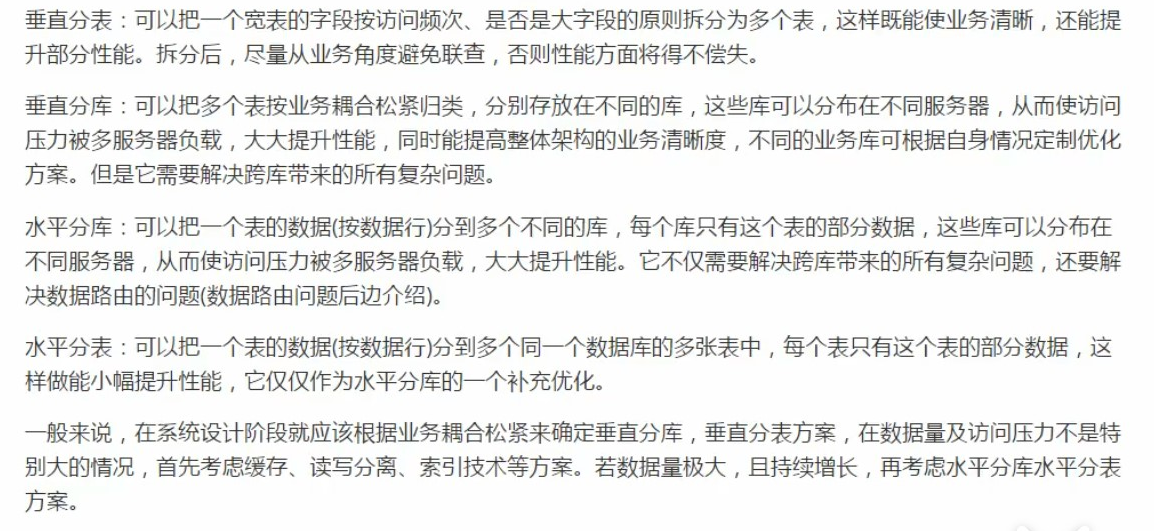 垂直分表：可以把一个宽表的字段按访问频次、是否是大字段的原则拆分为多个表，这样既能使业务清晰，还能提
升部分性能。拆分后，尽量从业务角度避免联查，否则性能方面将得不偿失。
垂直分库：可以把多个表按业务耦合松紧归类，分别存放在不同的库，这些库可以分布在不同服务器，从而使访问
压力被多服务器负载，大大提升性能，同时能提高整体架构的业务清晰度，不同的业务库可根据自身情况定制优化
方案。但是它需要解决跨库带来的所有复杂问题。
水平分库：可以把一个表的数据(按数据行)分到多个不同的库，每个库只有这个表的部分数据，这些库可以分布在
不同服务器，从而使访问压力被多服务器负载，大大提升性能。它不仅需要解决跨库带来的所有复杂问题，还要解
决数据路由的问题(数据路由问题后边介绍)。
水平分表：可以把一个表的数据(按数据行)分到多个同一个数据库的多张表中，每个表只有这个表的部分数据，这
样做能小幅提升性能，它仅仅作为水平分库的一个补充优化。
一般来说，在系统设计阶段就应该根据业务耦合松紧来确定垂直分库，垂直分表方案，在数据量及访问压力不是特
别大的情况，首先考虑缓存、读写分离、索引技术等方案。若数据量极大，且持续增长，再考虑水平分库水平分表
方案。